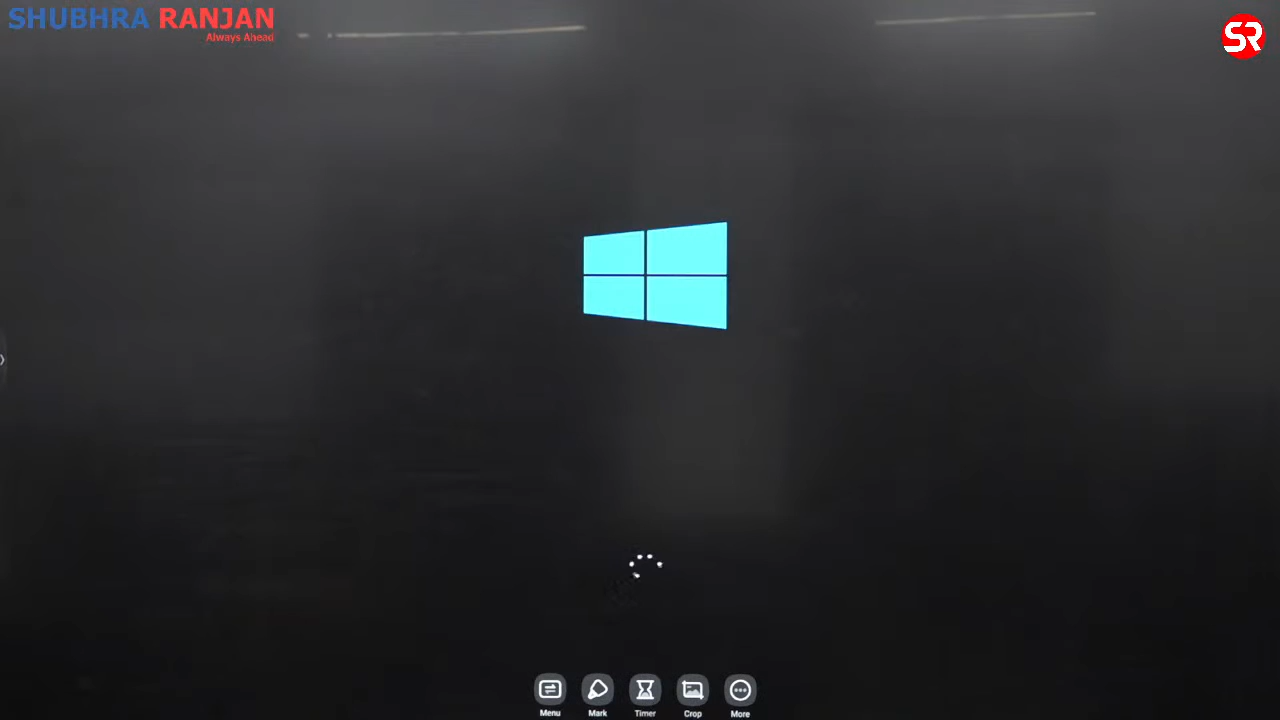 SHUBHRA RANJAN
Always Ahead
SR
Menu
Mark
Timer
Crop
More